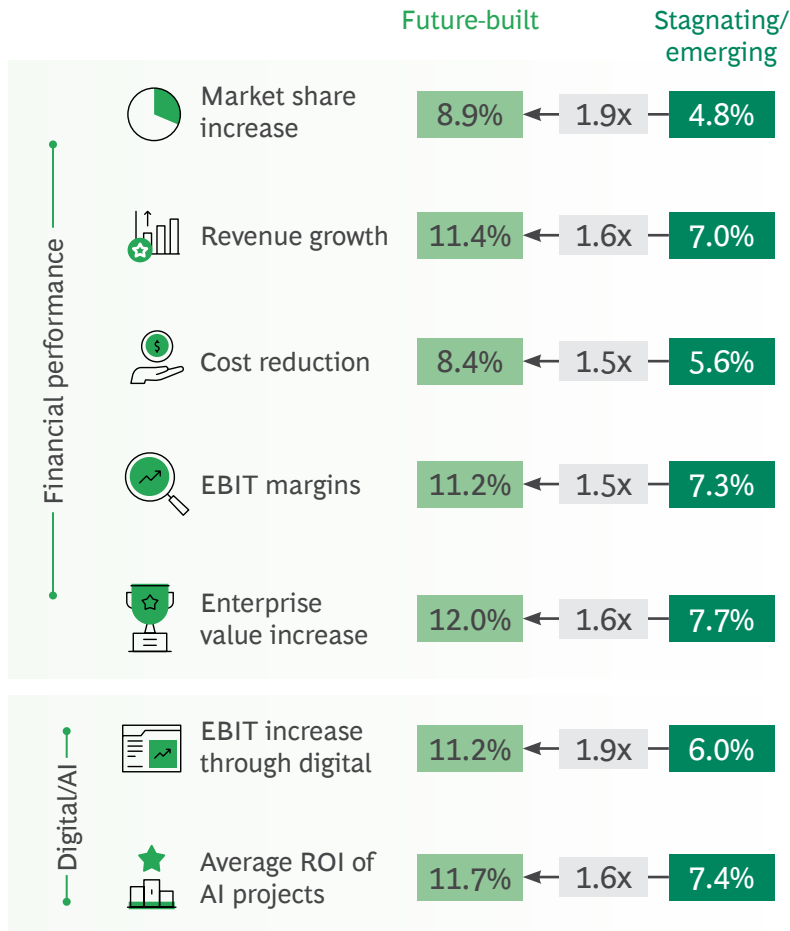 Future-built
Stagnating/
emerging
Financial performance
Market share
increase
8.9%
1.9x
4.8%
Revenue growth
11.4%
1.6x
7.0%
$
Cost reduction
8.4%
1.5x
5.6%
EBIT margins
11.2%
1.5x
7.3%
Enterprise
value increase
12.0%
1.6x
7.7%
Digital/AI
EBIT increase
through digital
11.2%
1.9x
6.0%
Average ROI of
AI projects
11.7%
1.6x
7.4%